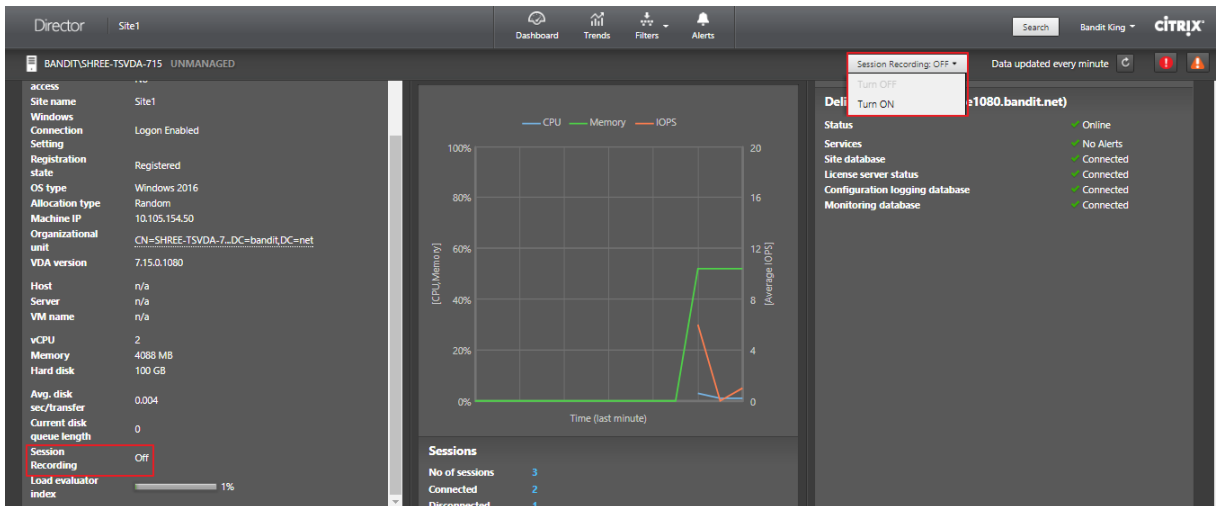 Director Site1 Dashboard Trends Filters Alerts Search Bandit King CİTRIX
BANDIT\SHREE-TSVDA-715 UNMANAGED Session Recording: OFF Data updated every minute
Turn OFF
Turn ON
access
Site name Site1
Windows
Connection
Setting Logon Enabled
Registration
state Registered
OS type Windows 2016
Allocation type Random
Machine IP 10.105.154.50
Organizational
unit CN=SHREE-TSVDA-7...DC=bandit,DC=net
VDA version 7.15.0.1080
Host n/a
Server n/a
VM name n/a
vCPU 2
Memory 4088 MB
Hard disk 100 GB
Avg. disk
sec/transfer 0.004
Current disk
queue length 0
Session
Recording Off
Load evaluator
index 1%
CPU Memory IOPS
100% 20
80% 16
60% 12
40% 8
20% 4
0% 0
[CPU,Memory]
[Average IOPS]
Time (last minute)
Sessions
No of sessions 3
Connected 2
Disconnected 1
Deli e1080.bandit.net)
Status Online
Services No Alerts
Site database Connected
License server status Connected
Configuration logging database Connected
Monitoring database Connected